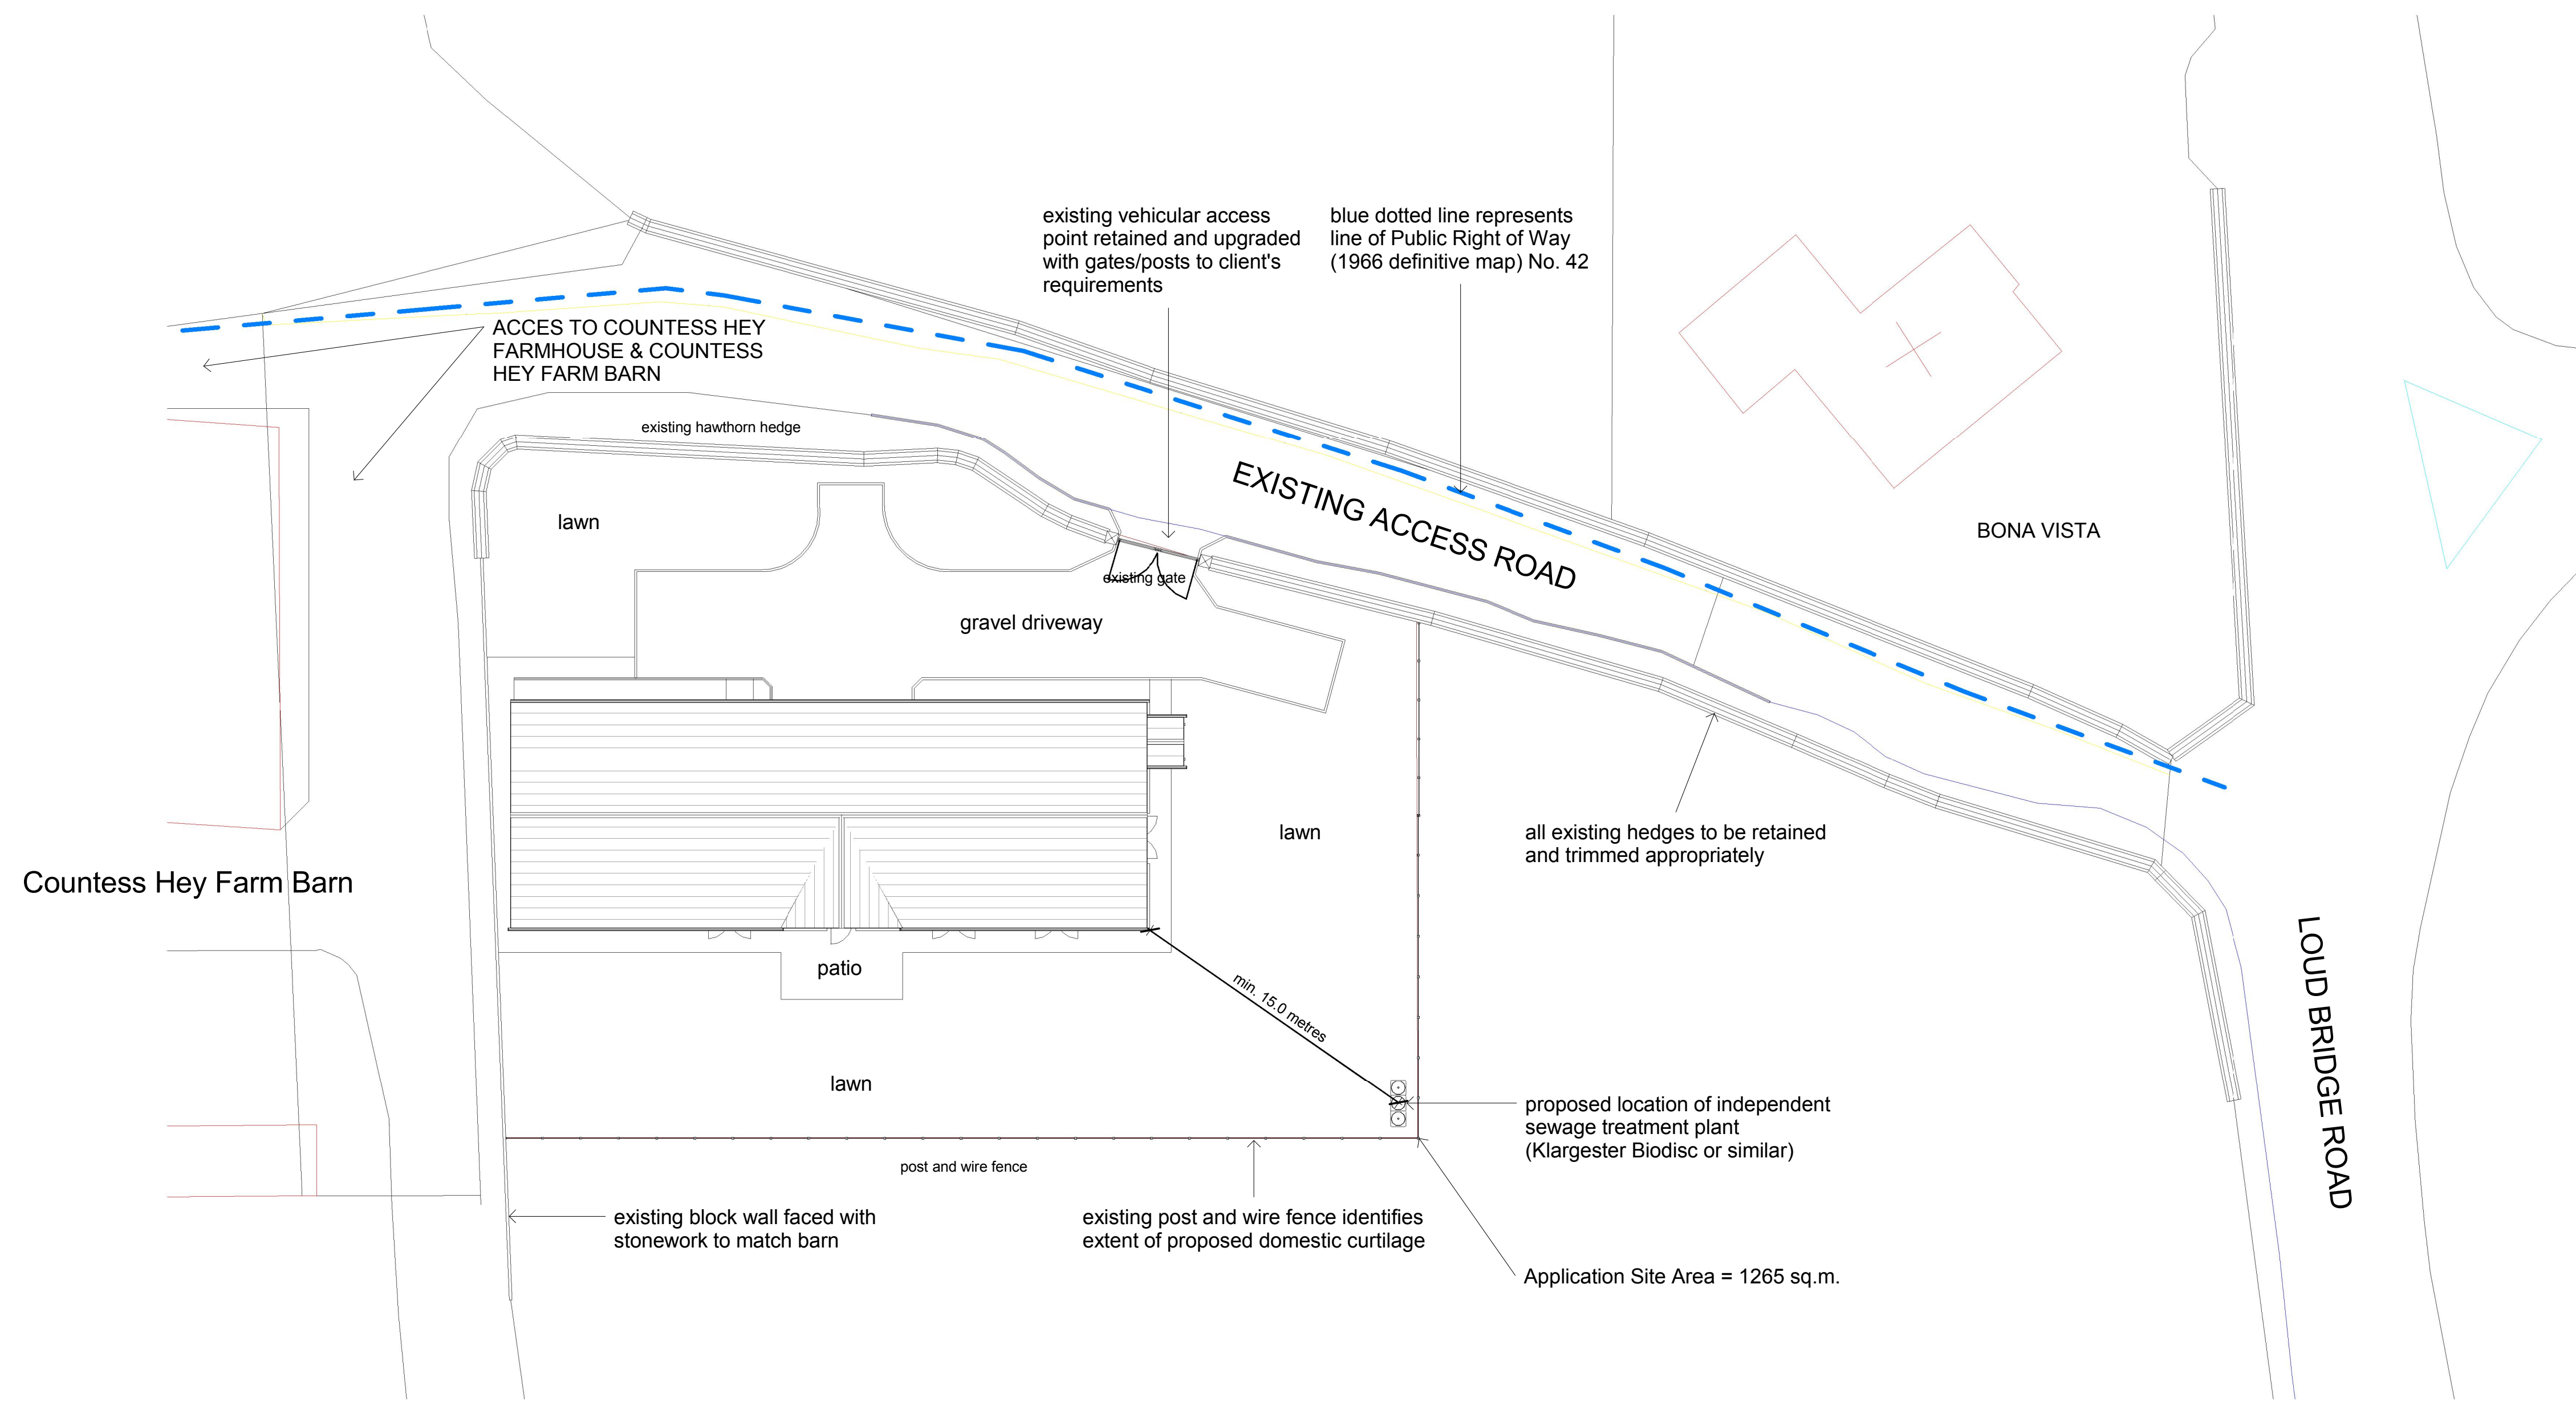 existing vehicular access
point retained and upgraded
with gates/posts to client's
requirements
blue dotted line represents
line of Public Right of Way
(1966 definitive map) No. 42
ACCES TO COUNTESS HEY
FARMHOUSE & COUNTESS
HEY FARM BARN
existing hawthorn hedge
EXISTING ACCESS ROAD
BONA VISTA
lawn
existing gate
gravel driveway
lawn
all existing hedges to be retained
and trimmed appropriately
Countess Hey Farm Barn
patio
min. 15.0 metres
LOUD BRIDGE ROAD
lawn
proposed location of independent
sewage treatment plant
(Klargester Biodisc or similar)
post and wire fence
existing block wall faced with
stonework to match barn
existing post and wire fence identifies
extent of proposed domestic curtilage
Application Site Area = 1265 sq.m.